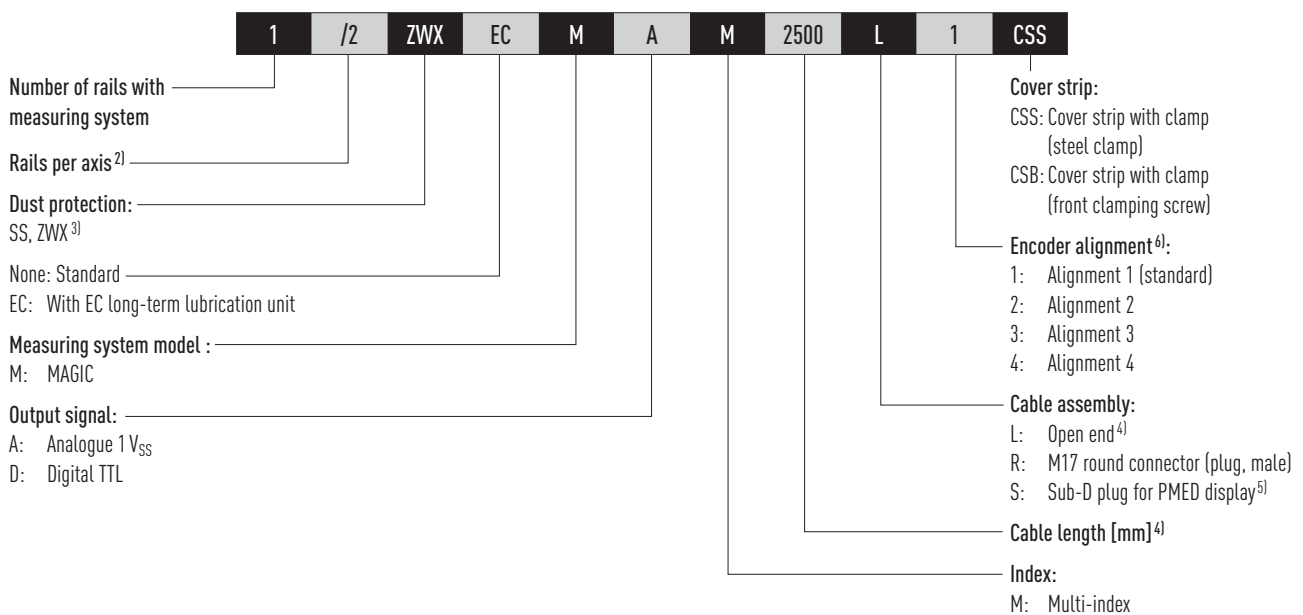 1 /2 ZWX EC M A M 2500 L 1 CSS
Number of rails with
measuring system
Rails per axis 2)
Dust protection:
SS, ZWX 3)
None: Standard
EC: With EC long-term lubrication unit
Measuring system model :
M: MAGIC
Output signal:
A: Analogue 1 VSS
D: Digital TTL
Cover strip:
CSS: Cover strip with clamp
(steel clamp)
CSB: Cover strip with clamp
(front clamping screw)
Encoder alignment 6):
1: Alignment 1 (standard)
2: Alignment 2
3: Alignment 3
4: Alignment 4
Cable assembly:
L: Open end 4)
R: M17 round connector (plug, male)
S: Sub-D plug for PMED display 5)
Cable length [mm] 4)
Index:
M: Multi-index